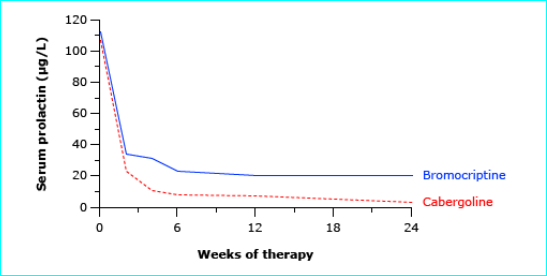 Serum prolactin (µg/L)
120
100
80
60
40
20
0
Bromocriptine
Cabergoline
0 6 12 18 24
Weeks of therapy